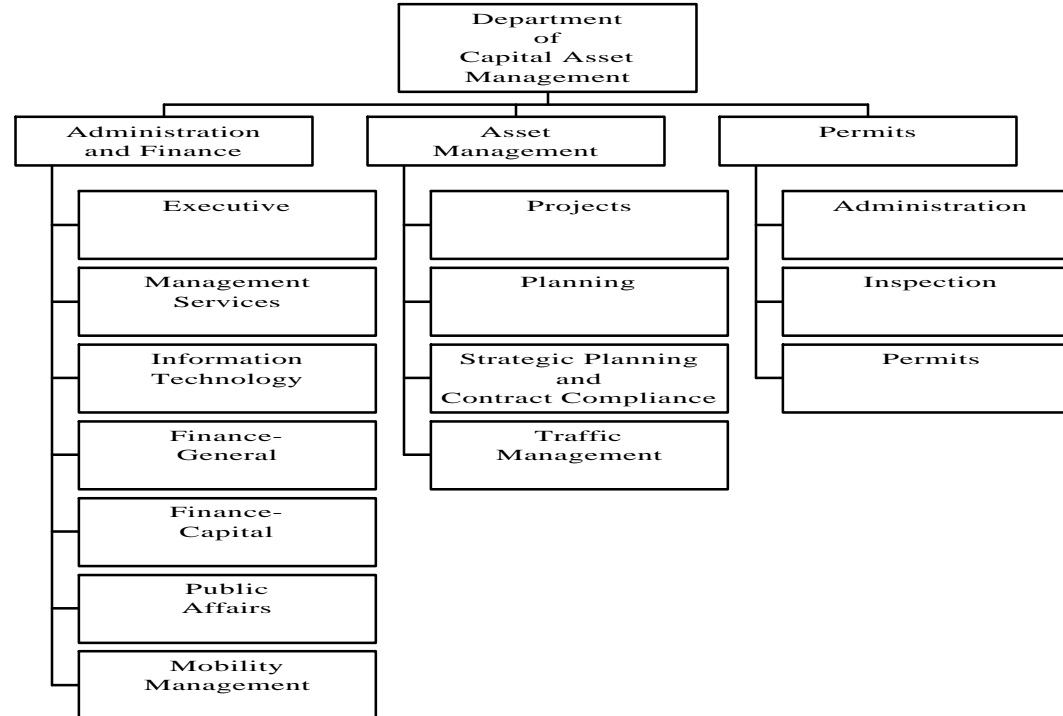 Department
of
Capital Asset
Management
Administration
and Finance
Asset
Management
Permits
Executive
Management
Services
Information
Technology
Finance-
General
Finance-
Capital
Public
Affairs
Mobility
Management
Projects
Planning
Strategic Planning
and
Contract Compliance
Traffic
Management
Administration
Inspection
Permits